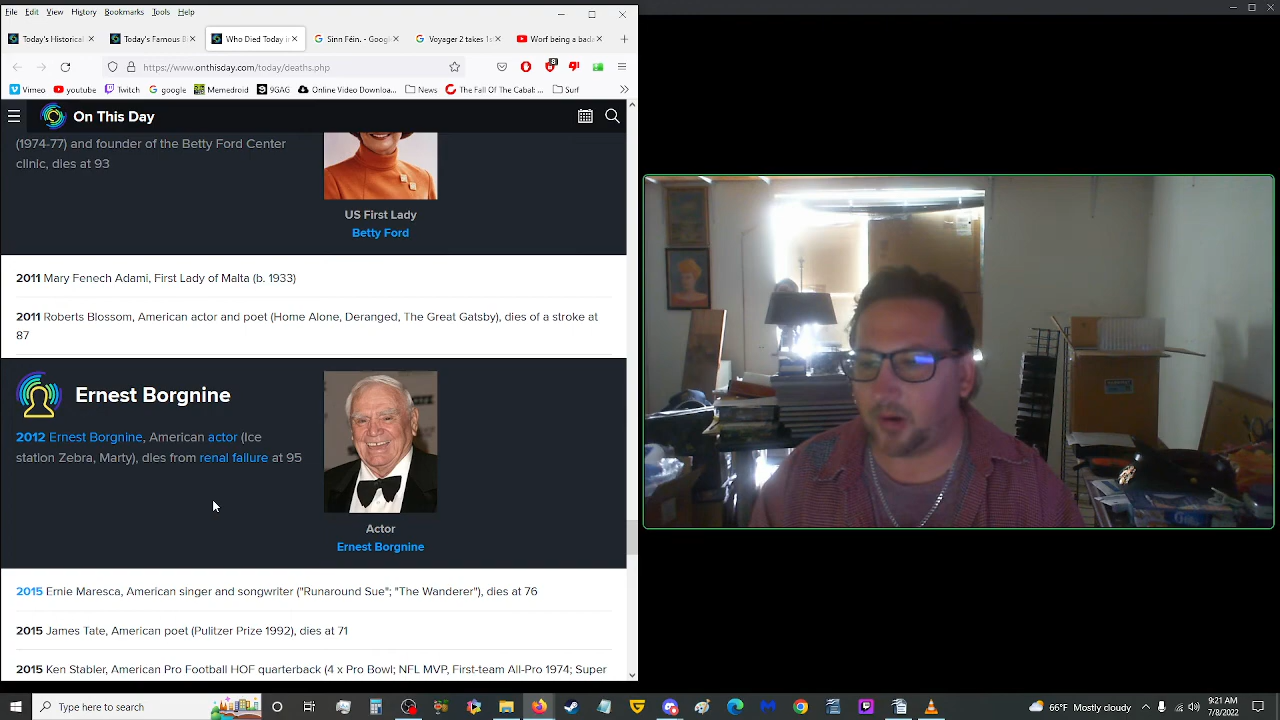 File Edit View History Bookmarks Tools Help
Today's Historical
Today's Famous B
Who Died Today in
Sinn Féin. - Googl
Voyager 2 takes 1s
Worf being a bada
https://www.onthisday.com/today/deaths.php
8
Vimeo youtube Twitch google Memedroid 9GAG Online Video Downloa... News The Fall Of The Cabal: ... Surf
On This Day
(1974-77) and founder of the Betty Ford Center
clinic, dies at 93
US First Lady
Betty Ford
2011 Mary Fenech Adami, First Lady of Malta (b. 1933)
2011 Roberts Blossom, American actor and poet (Home Alone, Deranged, The Great Gatsby), dies of a stroke at
87
Ernest Borgnine
2012 Ernest Borgnine, American actor (Ice
station Zebra, Marty), dies from renal failure at 95
Actor
Ernest Borgnine
2015 Ernie Maresca, American singer and songwriter ("Runaround Sue"; "The Wanderer"), dies at 76
2015 James Tate, American poet (Pulitzer Prize 1992), dies at 71
2015 Ken Stabler, American Pro Football HOF quarterback (4 x Pro Bowl; NFL MVP, First-team All-Pro 1974; Super
Type here to search
66°F Mostly cloudy
9:21 AM
7/8/2022